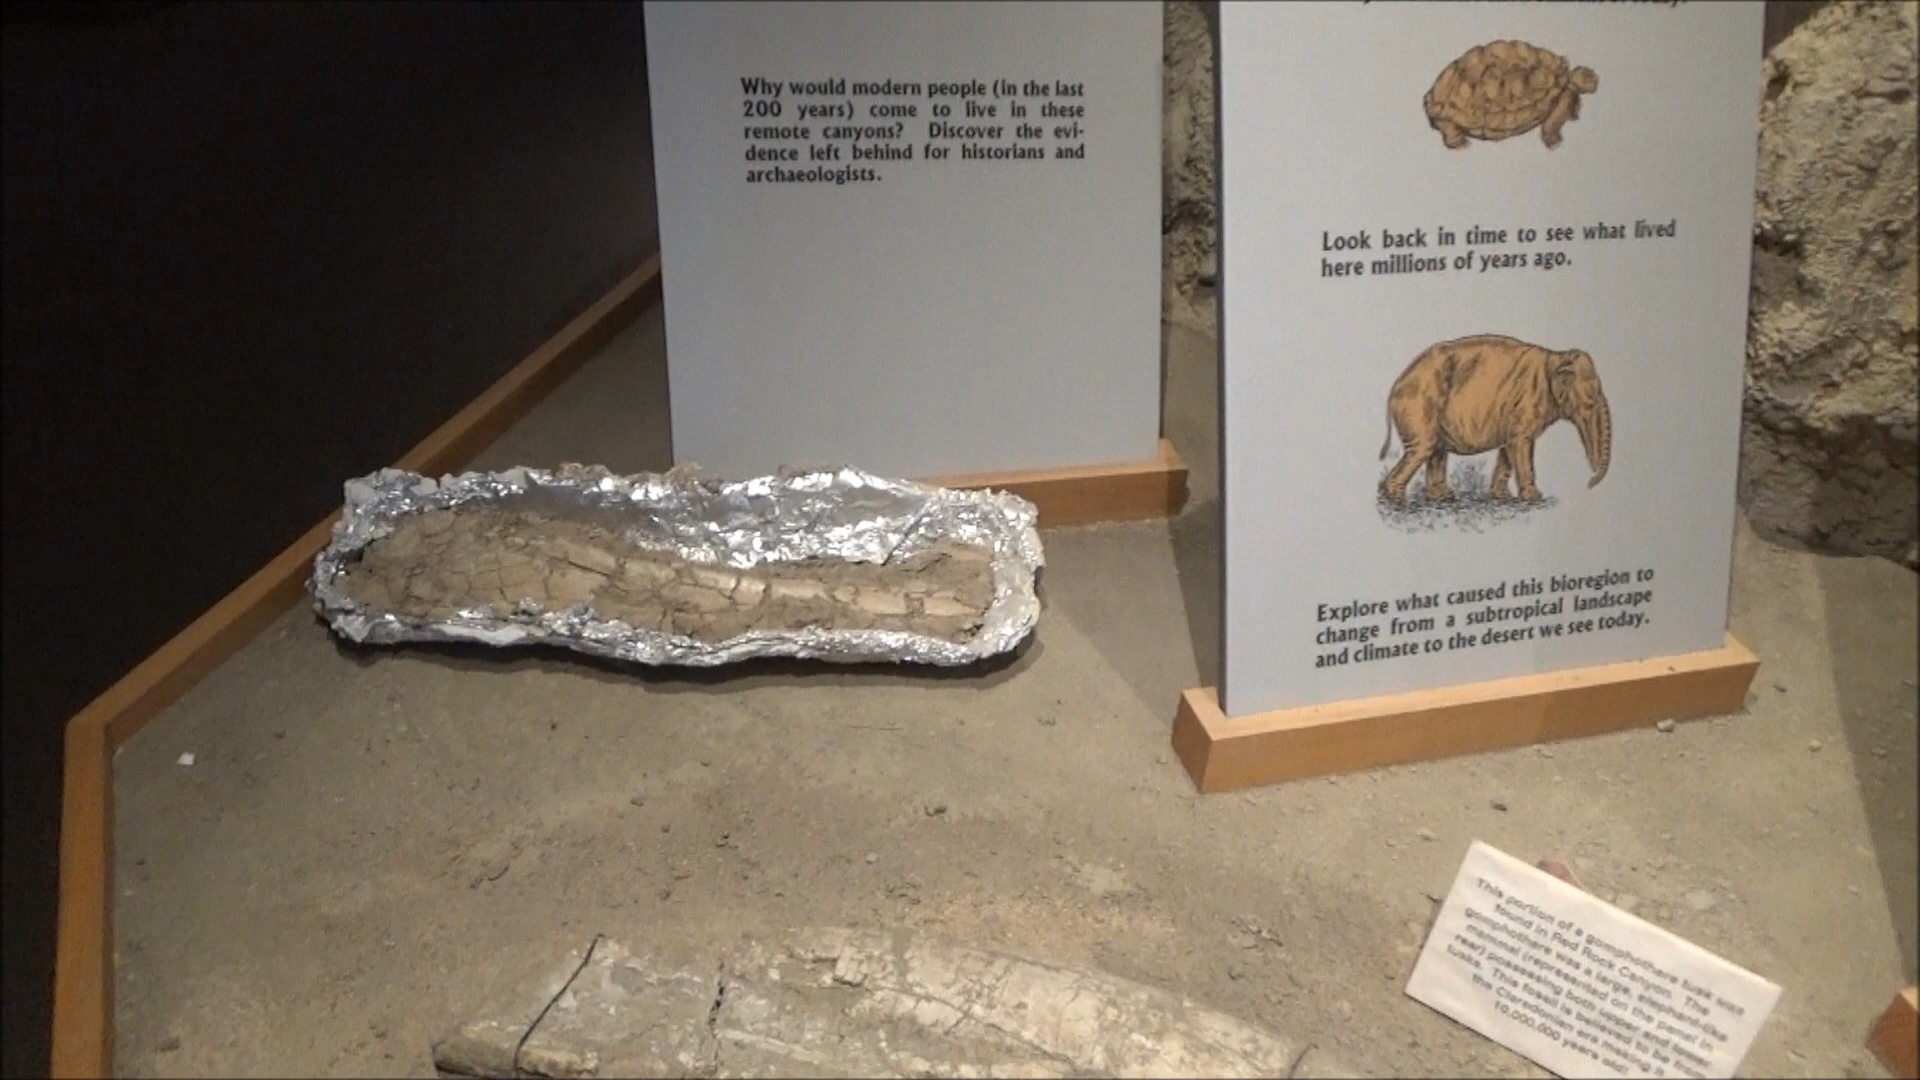 Why would modern people (in the last
200 years) come to live in these
remote canyons? Discover the evi-
dence left behind for historians and
archaeologists.
today.
Look back in time to see what lived
here millions of years ago.
Explore what caused this bioregion to
change from a subtropical landscape
and climate to the desert we see today.
This portion of a gomphothere tusk was
found in Red Rock Canyon. The
gomphothere was a large, elephant-like
mammal (represented on the panel in
rear) possessing both upper and lower
tusks. This fossil is believed to be from
the Clarendonian era making it
10,000,000 years old!